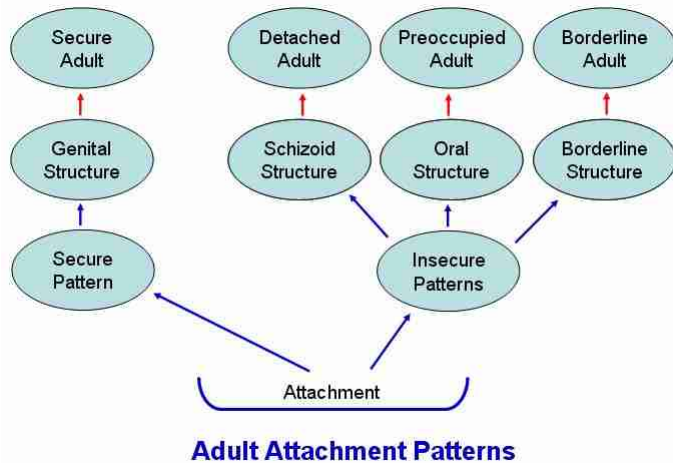 Secure
Adult
Detached
Adult
Preoccupied
Adult
Borderline
Adult
Genital
Structure
Schizoid
Structure
Oral
Structure
Borderline
Structure
Secure
Pattern
Insecure
Patterns
Attachment
Adult Attachment Patterns